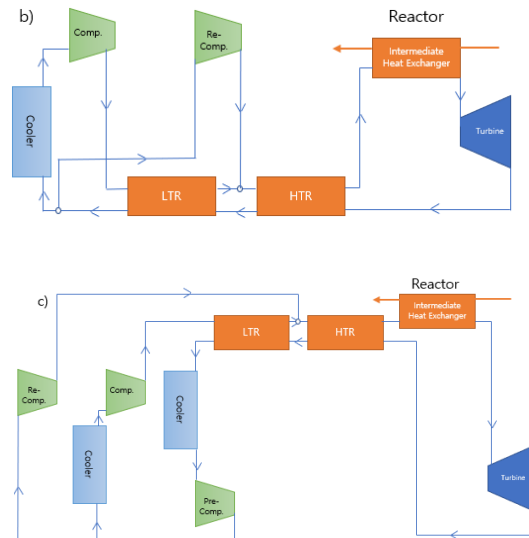 b)
Comp.
Re-
Comp.
Reactor
Intermediate
Heat Exchanger
Cooler
Turbine
LTR
HTR
c)
Reactor
Intermediate
Heat Exchanger
LTR
HTR
Re-
Comp.
Comp.
Cooler
Cooler
Turbine
Pre-
Comp.